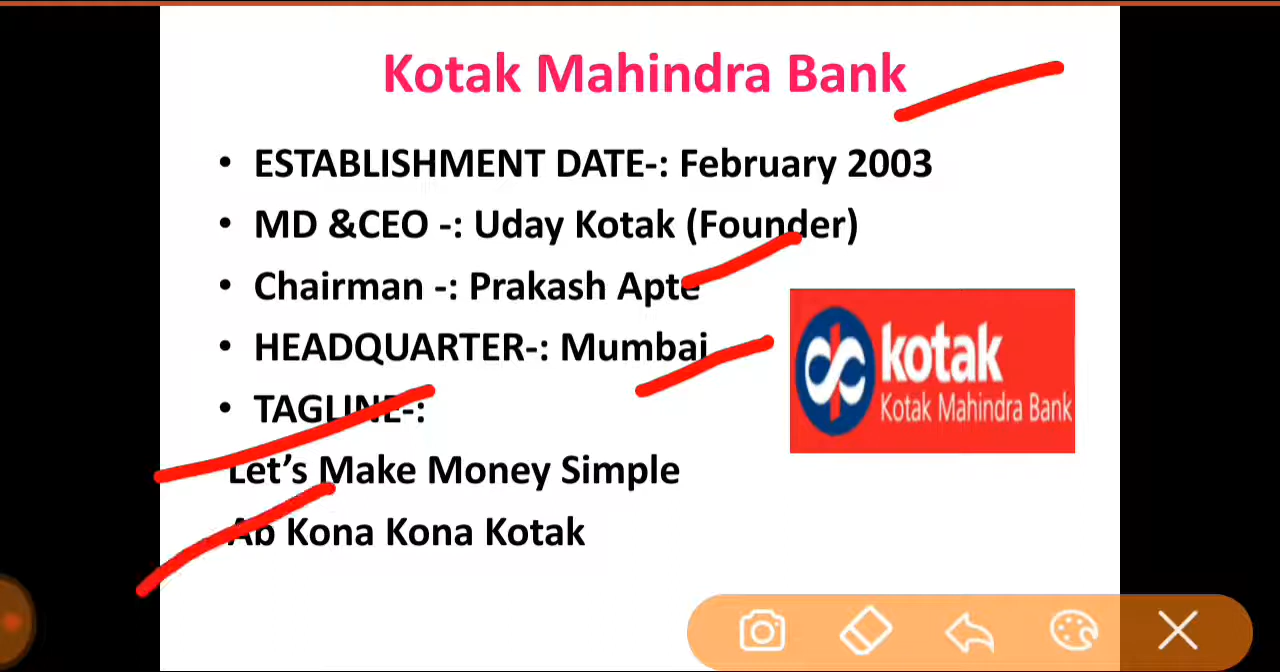 Kotak Mahindra Bank
• ESTABLISHMENT DATE-: February 2003
• MD &CEO -: Uday Kotak (Founder)
• Chairman -: Prakash Apte
• HEADQUARTER-: Mumbai
• TAGLINE-:
Let’s Make Money Simple
Ab Kona Kona Kotak
kotak
Kotak Mahindra Bank